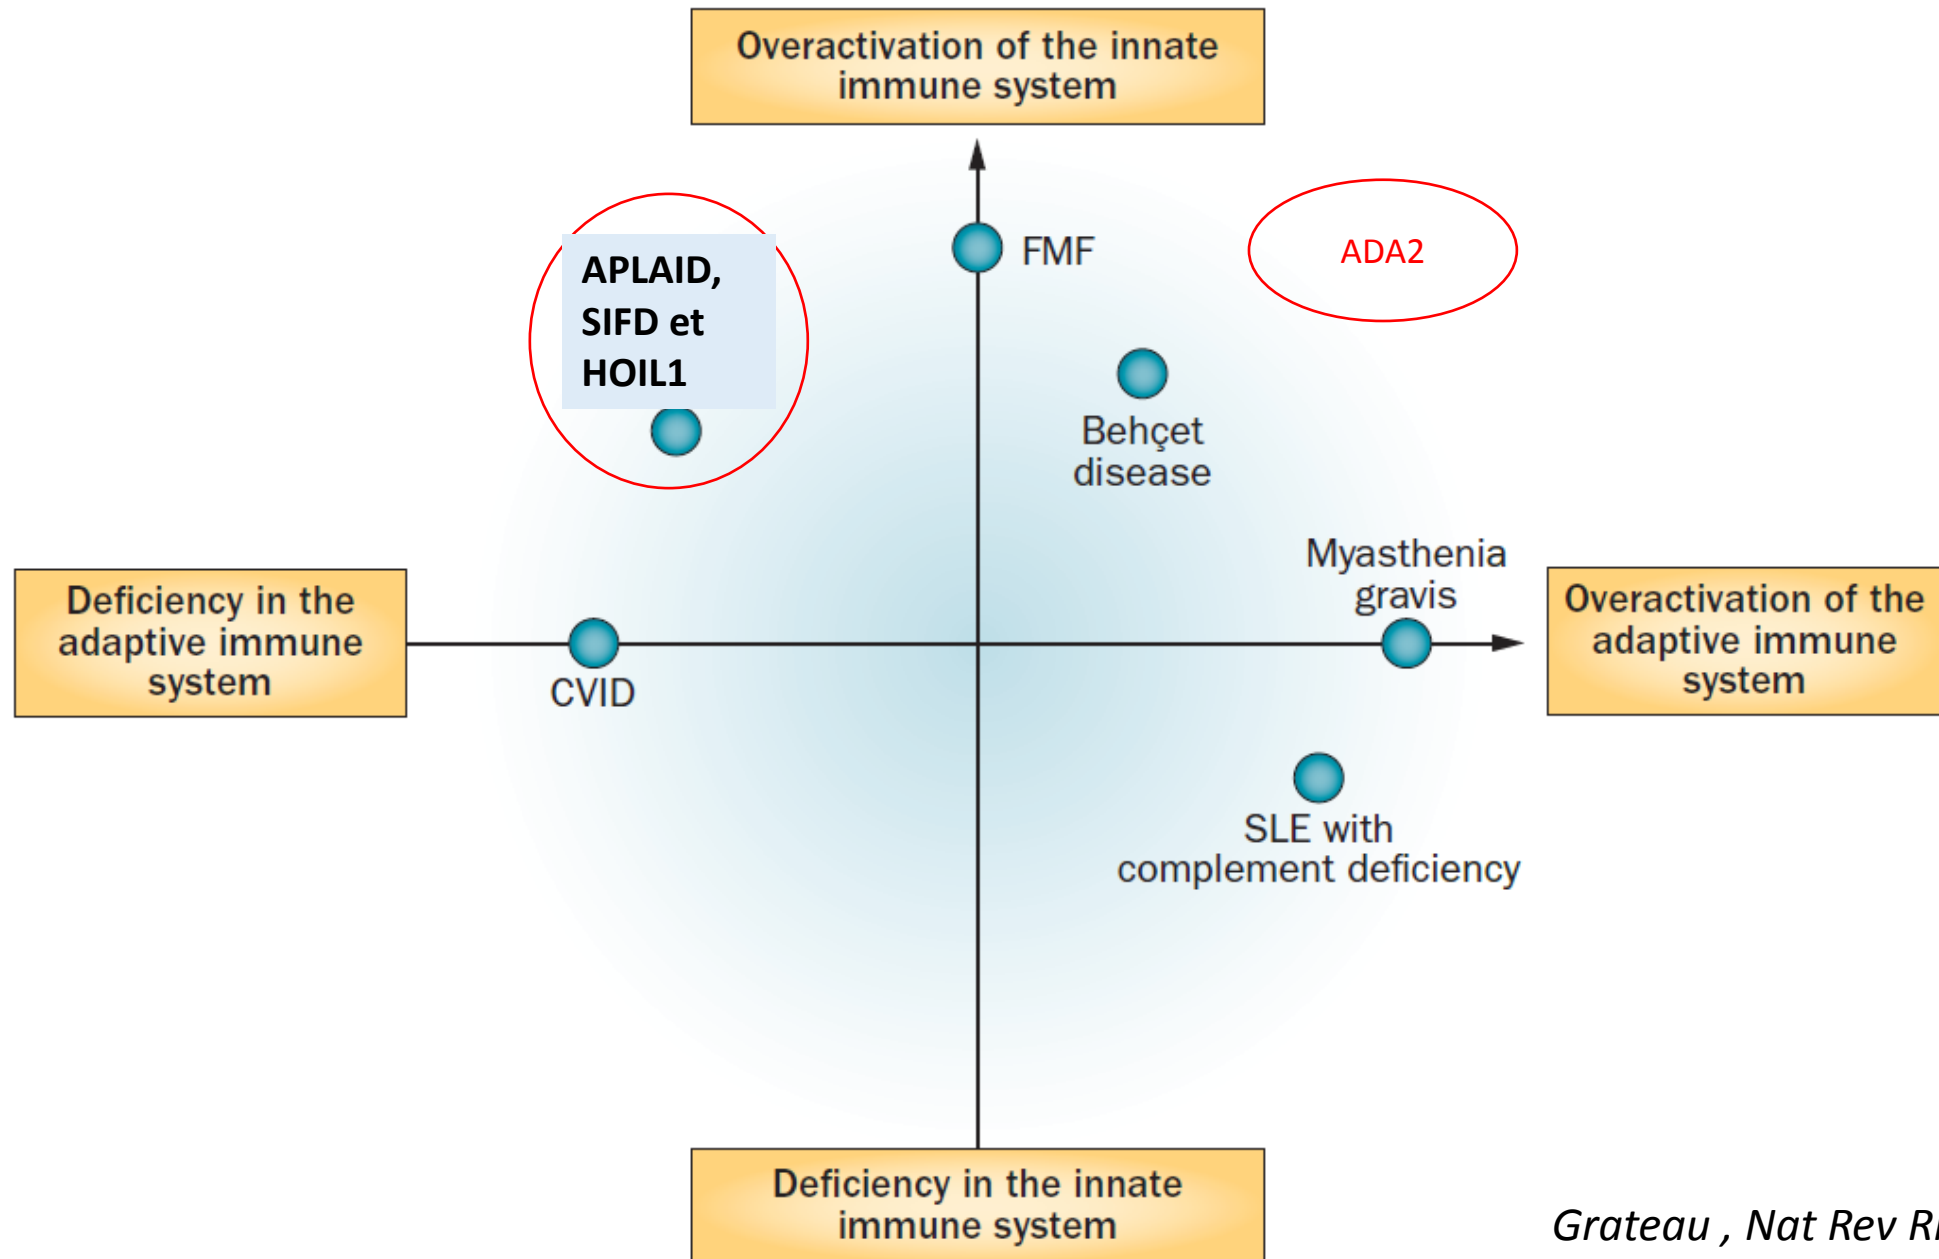 Overactivation of the innate
immune system
APLAID,
SIFD et
HOIL1
FMF
ADA2
Behçet
disease
Myasthenia
gravis
Deficiency in the
adaptive immune
system
CVID
Overactivation of the
adaptive immune
system
SLE with
complement deficiency
Deficiency in the innate
immune system
Grateau , Nat Rev